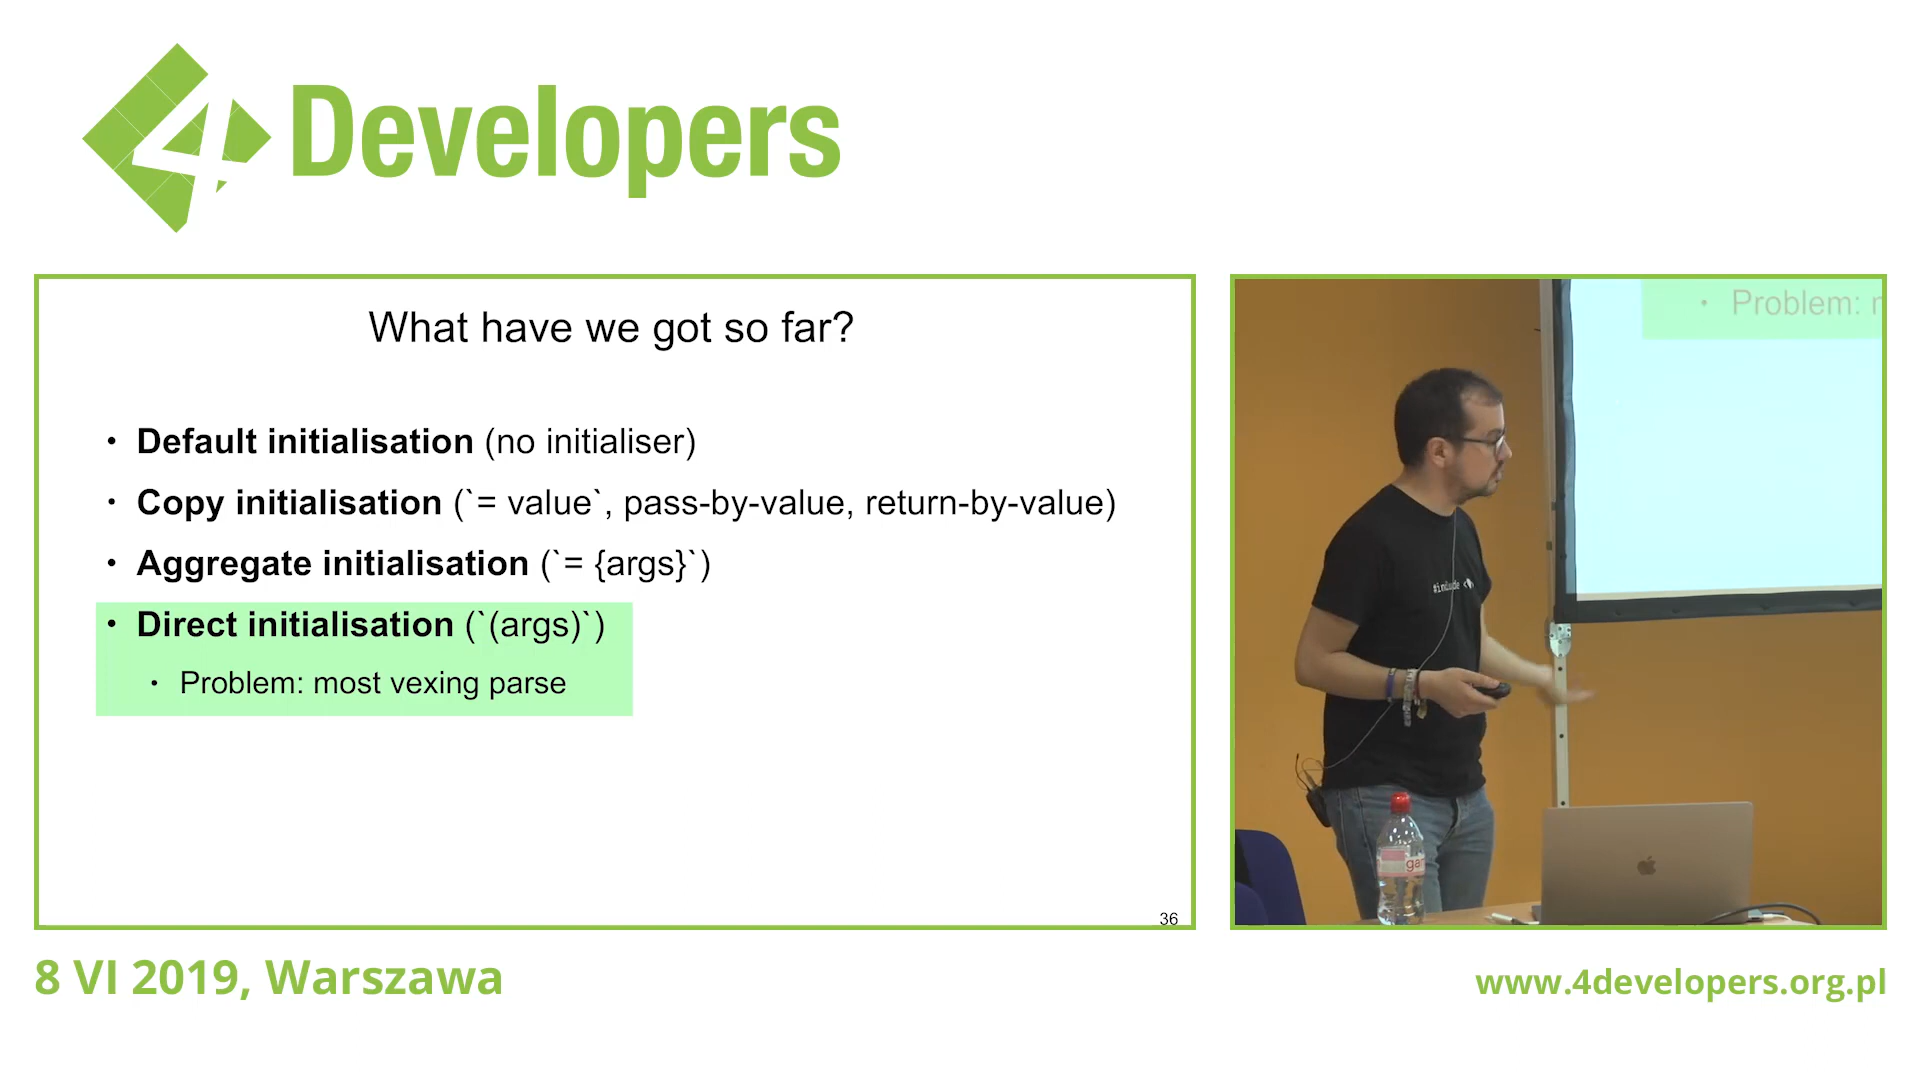 4Developers
What have we got so far?
• Default initialisation (no initialiser)
• Copy initialisation (`= value`, pass-by-value, return-by-value)
• Aggregate initialisation (`= {args}`)
• Direct initialisation (`(args)`)
• Problem: most vexing parse
36
• Problem:
#include <
8 VI 2019, Warszawa
www.4developers.org.pl